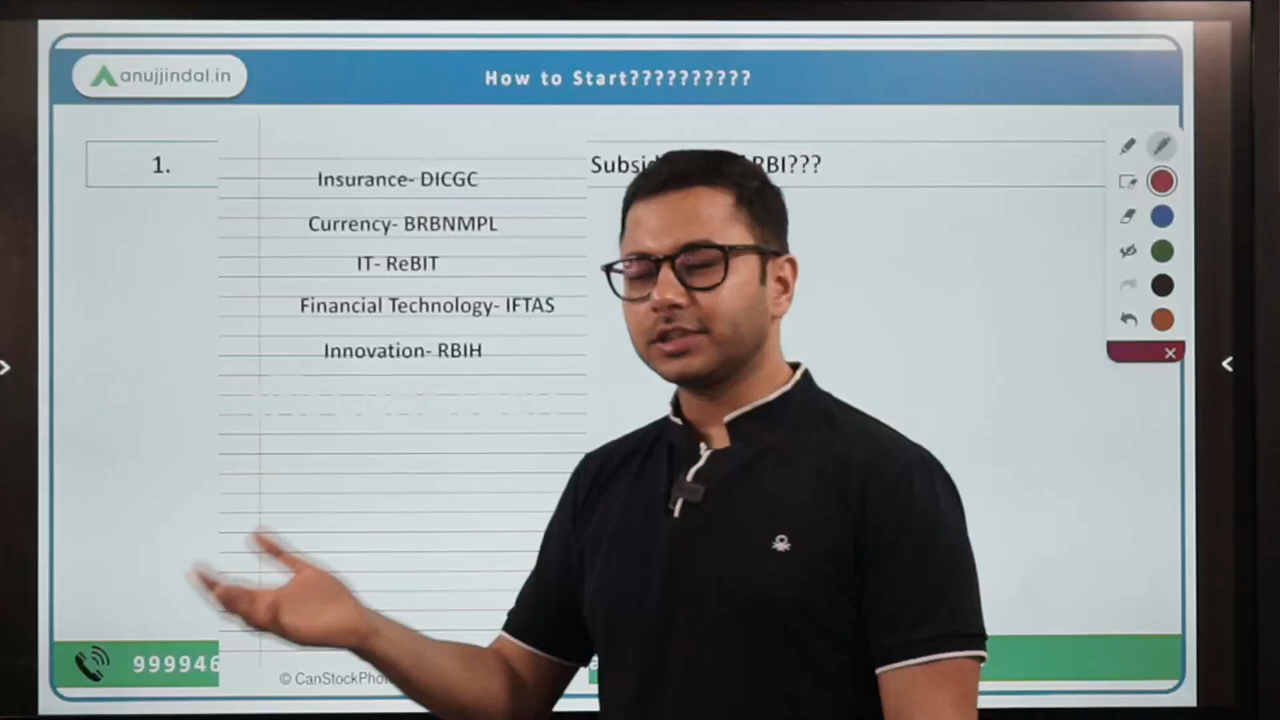 anujjindal.in
How to Start??????????
1.
RBI???
Insurance- DICGC
Currency- BRBNMPL
IT- ReBIT
Financial Technology- IFTAS
Innovation- RBIH
999946
© CanStockPho